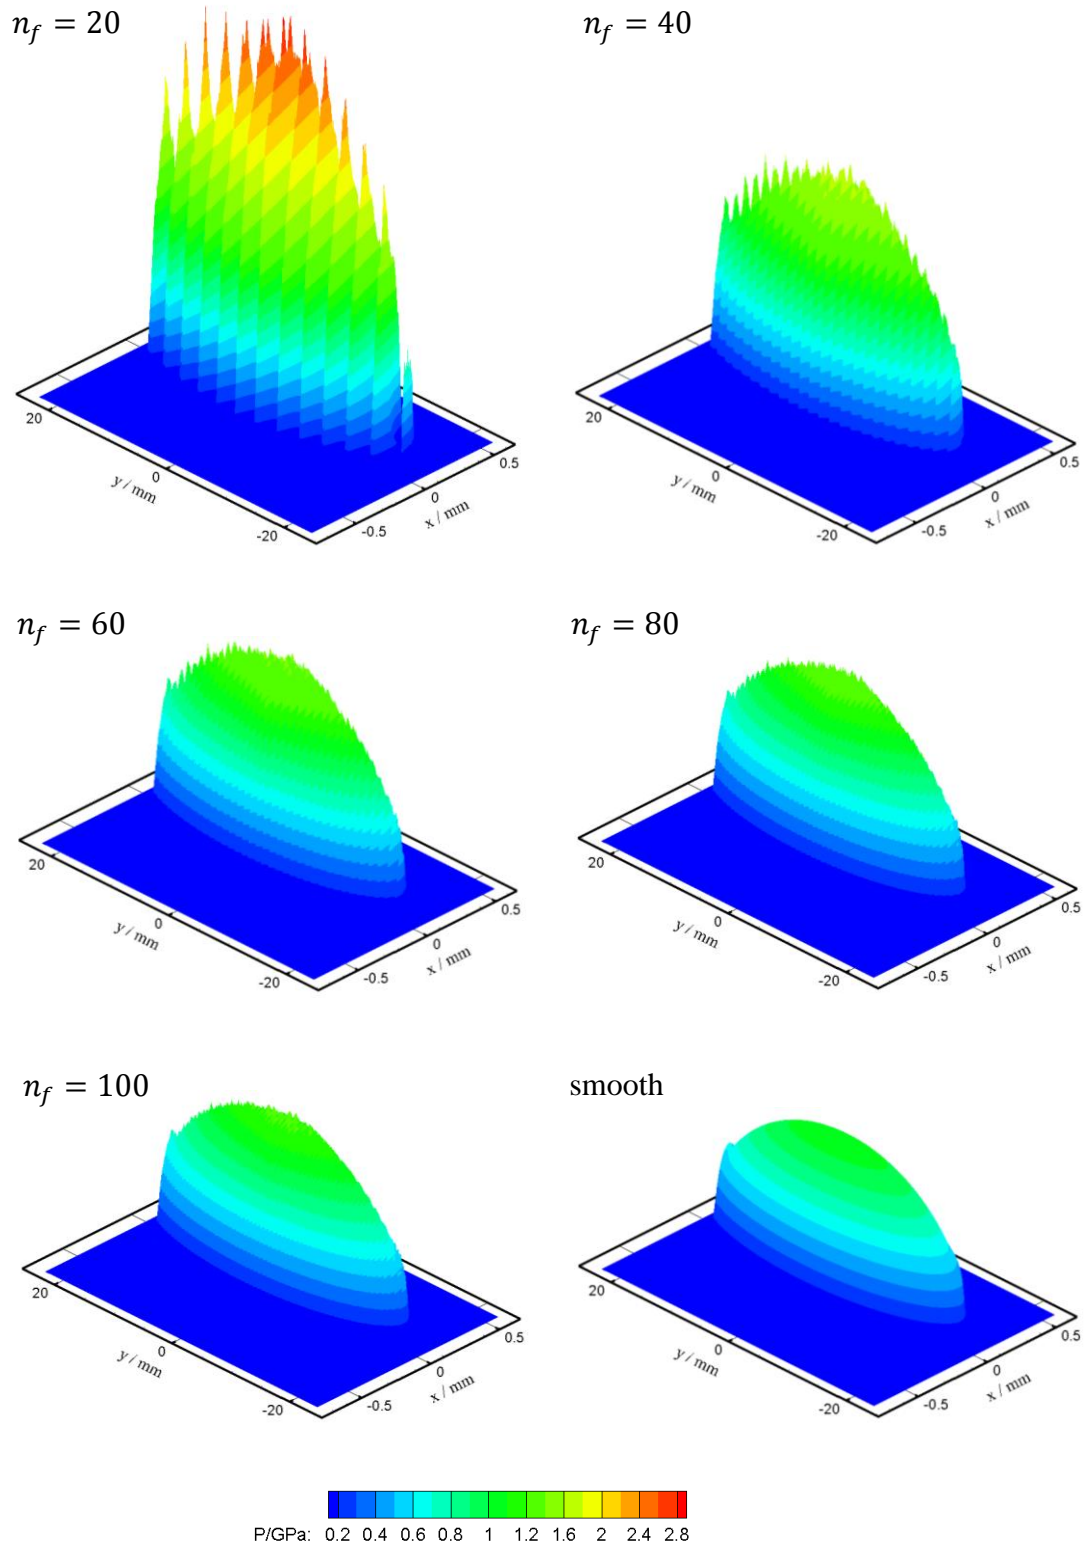 n_f = 20
n_f = 40
20
0
-20
y / mm
-0.5
0
0.5
x / mm
20
0
-20
y / mm
-0.5
0
0.5
x / mm
n_f = 60
n_f = 80
20
0
-20
y / mm
-0.5
0
0.5
x / mm
20
0
-20
y / mm
-0.5
0
0.5
x / mm
n_f = 100
smooth
20
0
-20
y / mm
-0.5
0
0.5
x / mm
20
0
-20
y / mm
-0.5
0
0.5
x / mm
P/GPa: 0.2 0.4 0.6 0.8 1 1.2 1.6 2 2.4 2.8